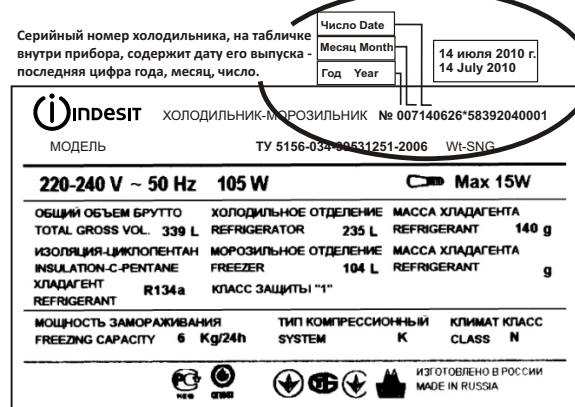 Серийный номер холодильника, на табличке
внутри прибора, содержит дату его выпуска -
последняя цифра года, месяц, число.
Число Date
Месяц Month
Год Year
14 июля 2010 г.
14 July 2010
INDESIT ХОЛОДИЛЬНИК-МОРОЗИЛЬНИК № 007140626*58392040001
МОДЕЛЬ ТУ 5156-034-39531251-2006 Wt-SNG
220-240 V ~ 50 Hz 105 W Max 15W
ОБЩИЙ ОБЪЕМ БРУТТО ХОЛОДИЛЬНОЕ ОТДЕЛЕНИЕ МАССА ХЛАДАГЕНТА
TOTAL GROSS VOL. 339 L REFRIGERATOR 235 L REFRIGERANT 140 g
ИЗОЛЯЦИЯ-ЦИКЛОПЕНТАН МОРОЗИЛЬНОЕ ОТДЕЛЕНИЕ МАССА ХЛАДАГЕНТА
INSULATION-C-PENTANE FREEZER 104 L REFRIGERANT g
ХЛАДАГЕНТ R134a КЛАСС ЗАЩИТЫ "1"
REFRIGERANT
МОЩНОСТЬ ЗАМОРАЖИВАНИЯ ТИП КОМПРЕССИОННЫЙ КЛИМАТ КЛАСС
FREEZING CAPACITY 6 Kg/24h SYSTEM K CLASS N
ИЗГОТОВЛЕНО В РОССИИ
MADE IN RUSSIA